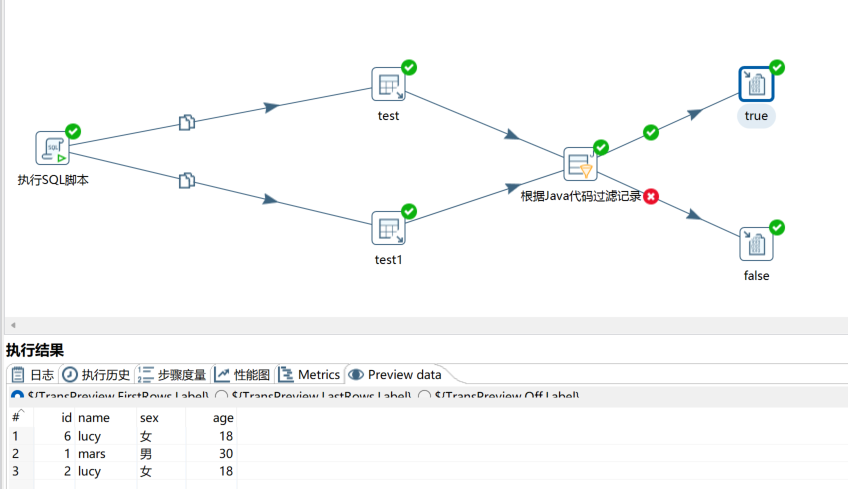 true
test
SQL
执行SQL脚本
根据Java代码过滤记录
test1
false
执行结果
日志 执行历史 步骤度量 性能图 Metrics Preview data
${TransPreview.FirstRows.Label} ${TransPreview.LastRows.Label} ${TransPreview.Off.Label}
# id name sex age
1 6 lucy 女 18
2 1 mars 男 30
3 2 lucy 女 18